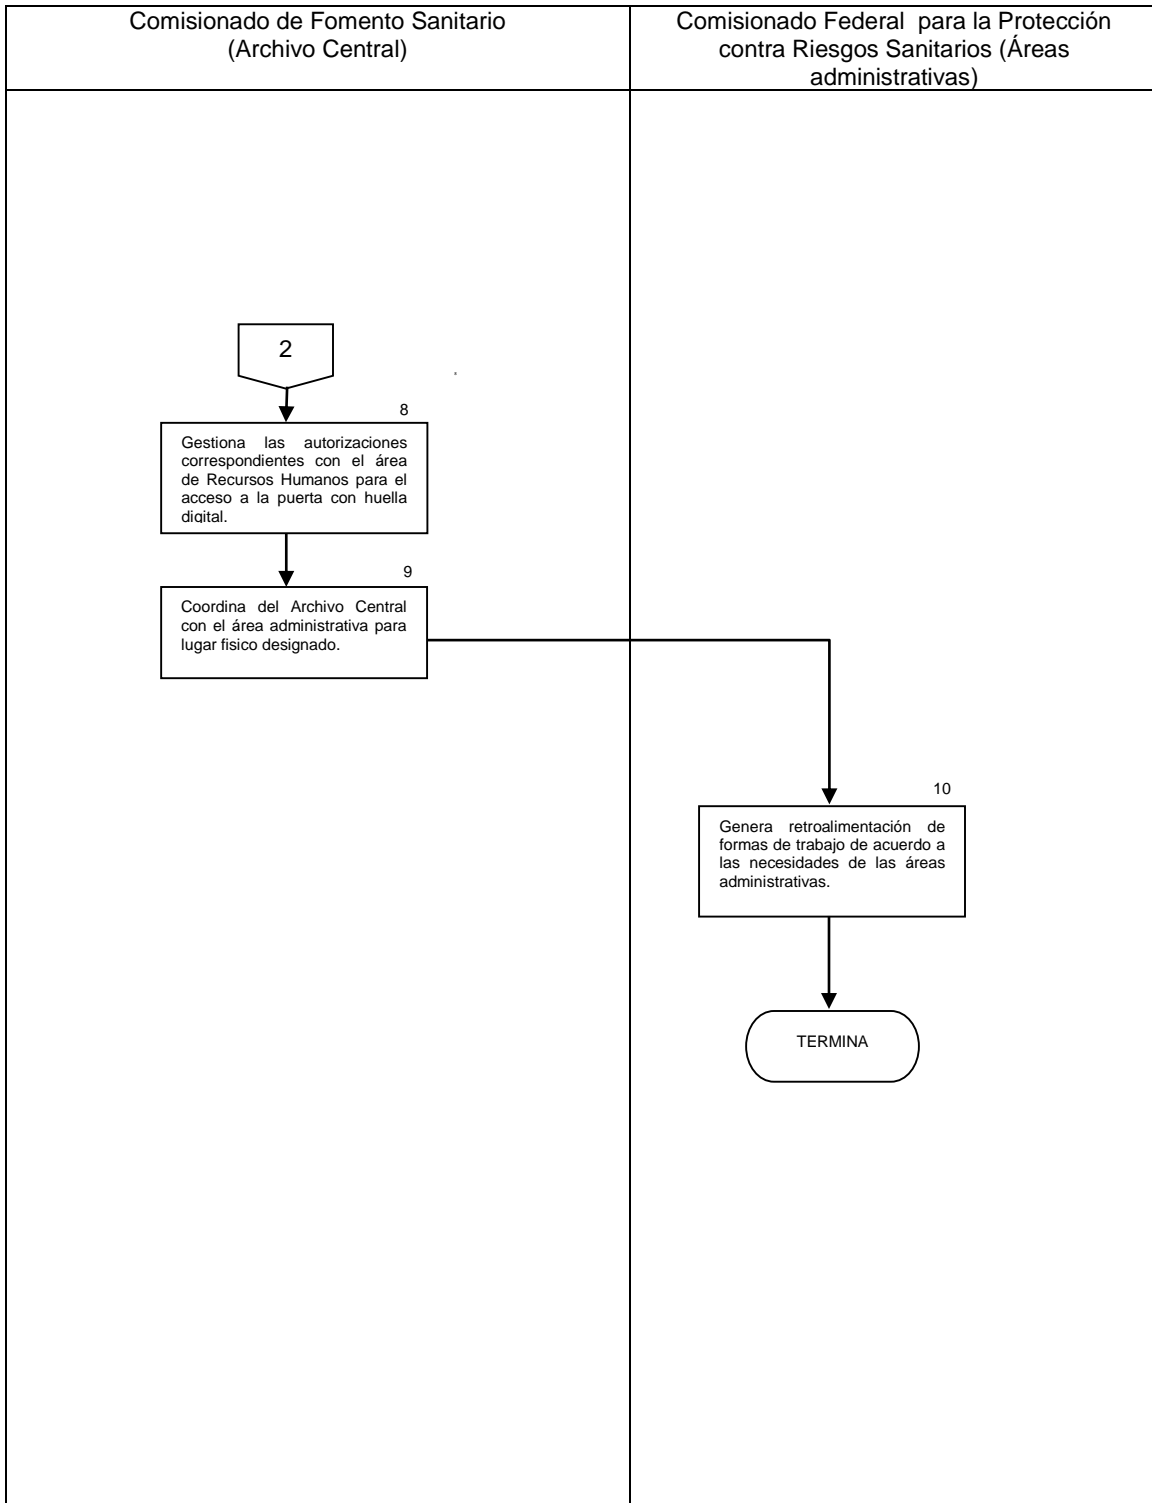 Comisionado de Fomento Sanitario
(Archivo Central)
Comisionado Federal  para la Protección
contra Riesgos Sanitarios (Áreas
administrativas)
2
8
Gestiona las autorizaciones
correspondientes con el área
de Recursos Humanos para el
acceso a la puerta con huella
digital.
9
Coordina del Archivo Central
con el área administrativa para
lugar fisico designado.
10
Genera retroalimentación de
formas de trabajo de acuerdo a
las necesidades de las áreas
administrativas.
TERMINA